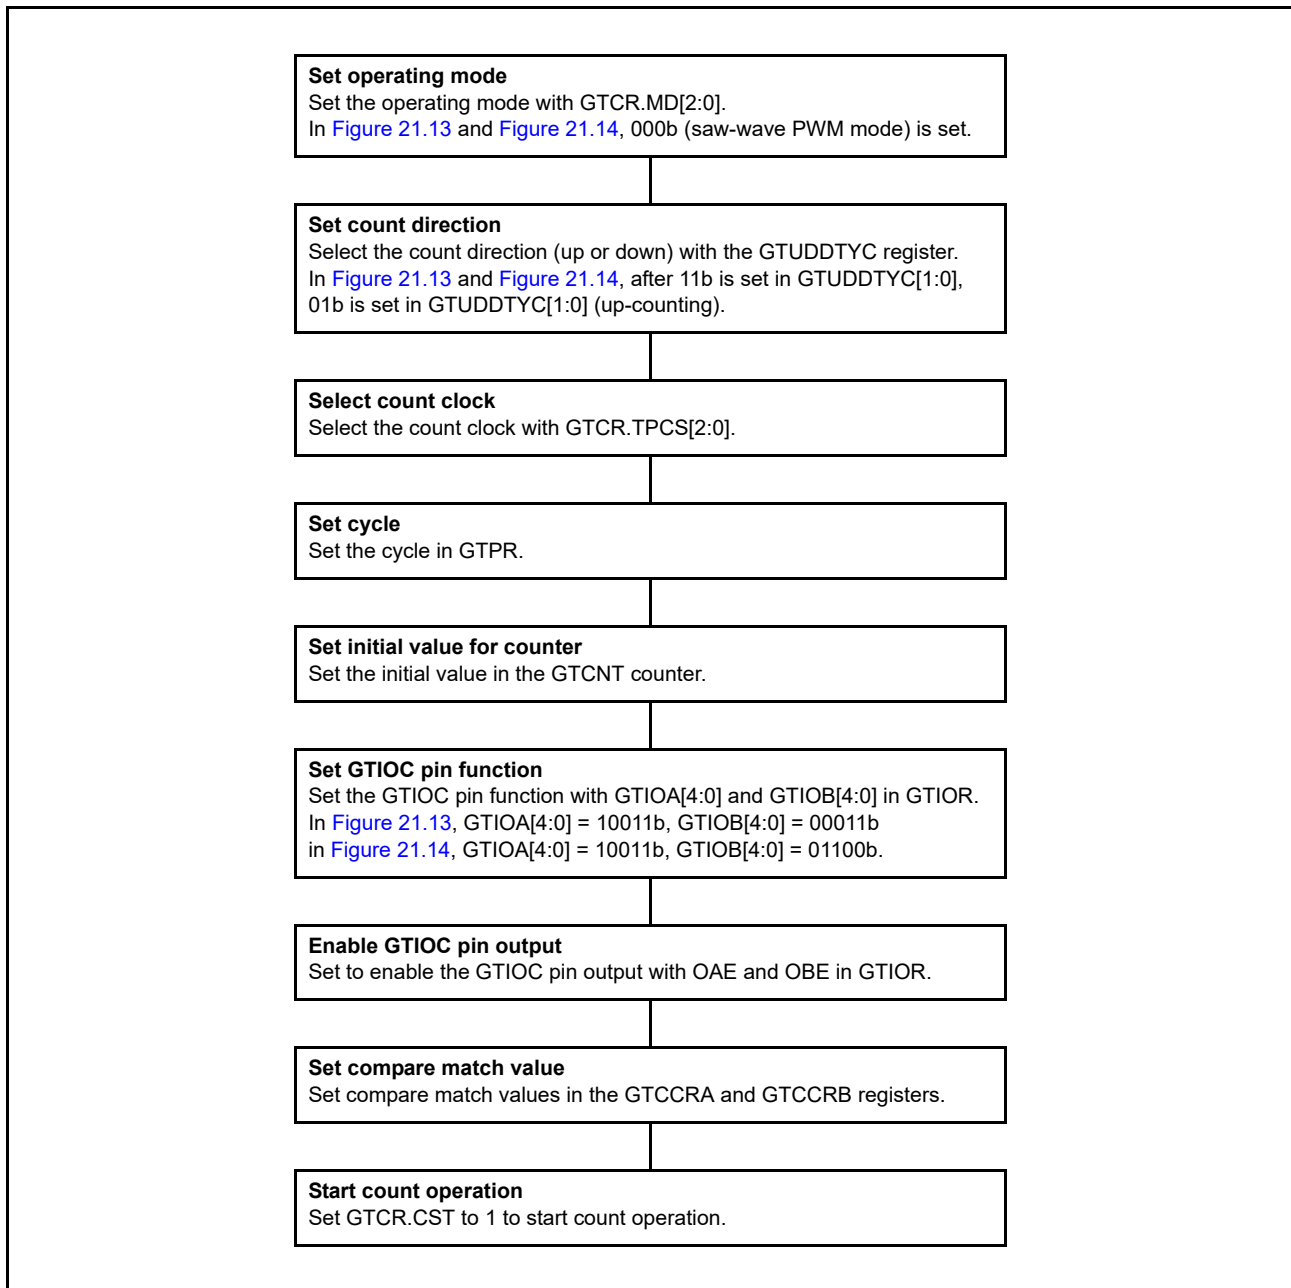 Set operating mode
Set the operating mode with GTCR.MD[2:0].
In Figure 21.13 and Figure 21.14, 000b (saw-wave PWM mode) is set.
Set count direction
Select the count direction (up or down) with the GTUDDTYC register.
In Figure 21.13 and Figure 21.14, after 11b is set in GTUDDTYC[1:0],
01b is set in GTUDDTYC[1:0] (up-counting).
Select count clock
Select the count clock with GTCR.TPCS[2:0].
Set cycle
Set the cycle in GTPR.
Set initial value for counter
Set the initial value in the GTCNT counter.
Set GTIOC pin function
Set the GTIOC pin function with GTIOA[4:0] and GTIOB[4:0] in GTIOR.
In Figure 21.13, GTIOA[4:0] = 10011b, GTIOB[4:0] = 00011b
in Figure 21.14, GTIOA[4:0] = 10011b, GTIOB[4:0] = 01100b.
Enable GTIOC pin output
Set to enable the GTIOC pin output with OAE and OBE in GTIOR.
Set compare match value
Set compare match values in the GTCCRA and GTCCRB registers.
Start count operation
Set GTCR.CST to 1 to start count operation.